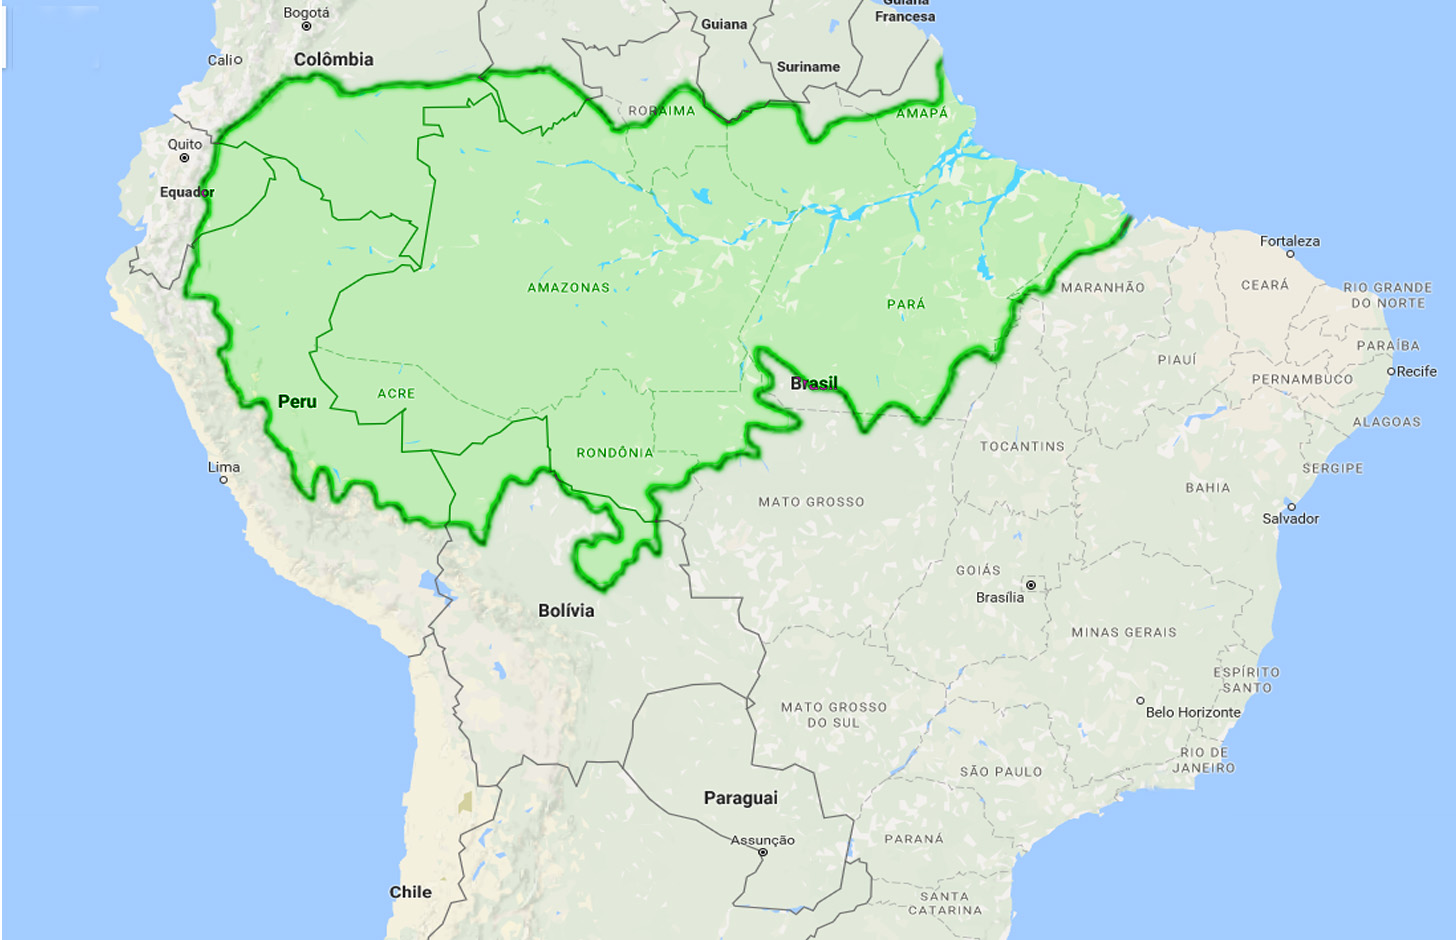 Bogotá
Guiana
Francesa
Guiana
Cali
Colômbia
Suriname
RORAIMA
AMAPÁ
Quito
Equador
Fortaleza
AMAZONAS
PARÁ
MARANHÃO
CEARÁ
RIO GRANDE
DO NORTE
PARAÍBA
PIAUÍ
Recife
PERNAMBUCO
Brasil
ACRE
Peru
ALAGOAS
TOCANTINS
RONDÔNIA
Lima
SERGIPE
BAHIA
MATO GROSSO
Salvador
GOIÁS
Brasília
Bolívia
MINAS GERAIS
ESPÍRITO
SANTO
MATO GROSSO
DO SUL
Belo Horizonte
RIO DE
JANEIRO
SÃO PAULO
Paraguai
Assunção
PARANÁ
Chile
SANTA
CATARINA